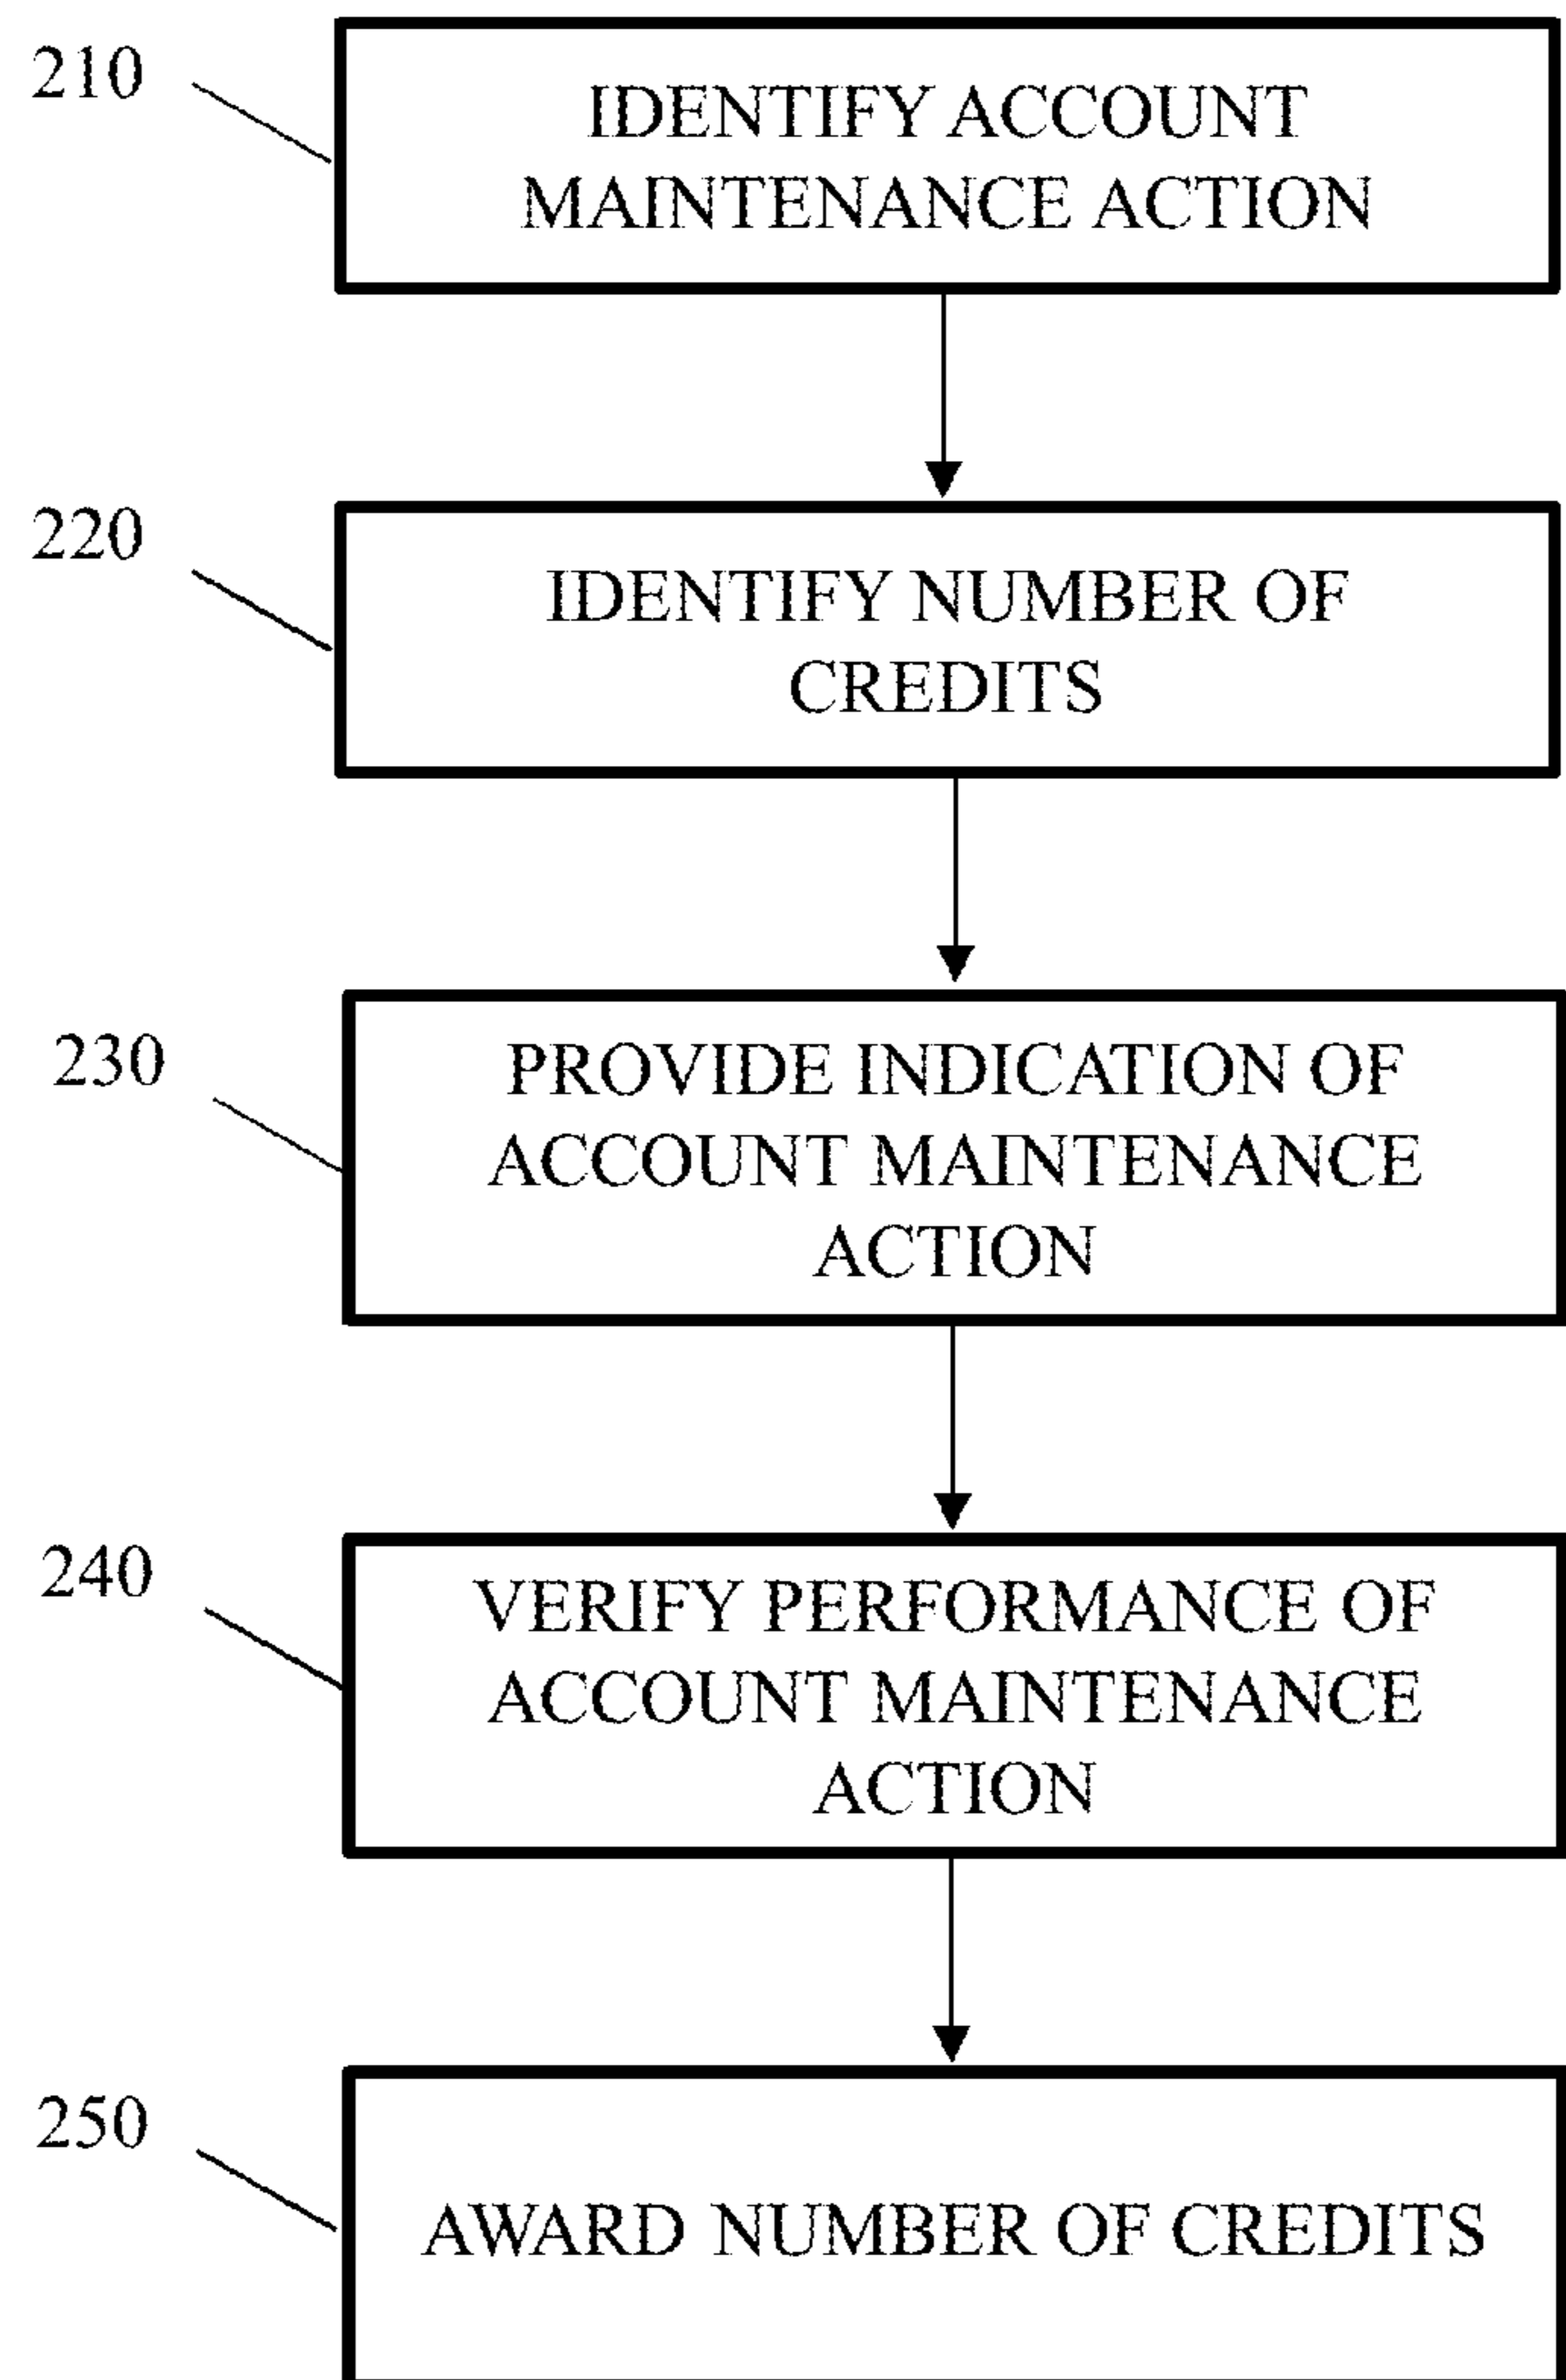 210
IDENTIFY ACCOUNT
MAINTENANCE ACTION
220
IDENTIFY NUMBER OF
CREDITS
230
PROVIDE INDICATION OF
ACCOUNT MAINTENANCE
ACTION
240
VERIFY PERFORMANCE OF
ACCOUNT MAINTENANCE
ACTION
250
AWARD NUMBER OF CREDITS